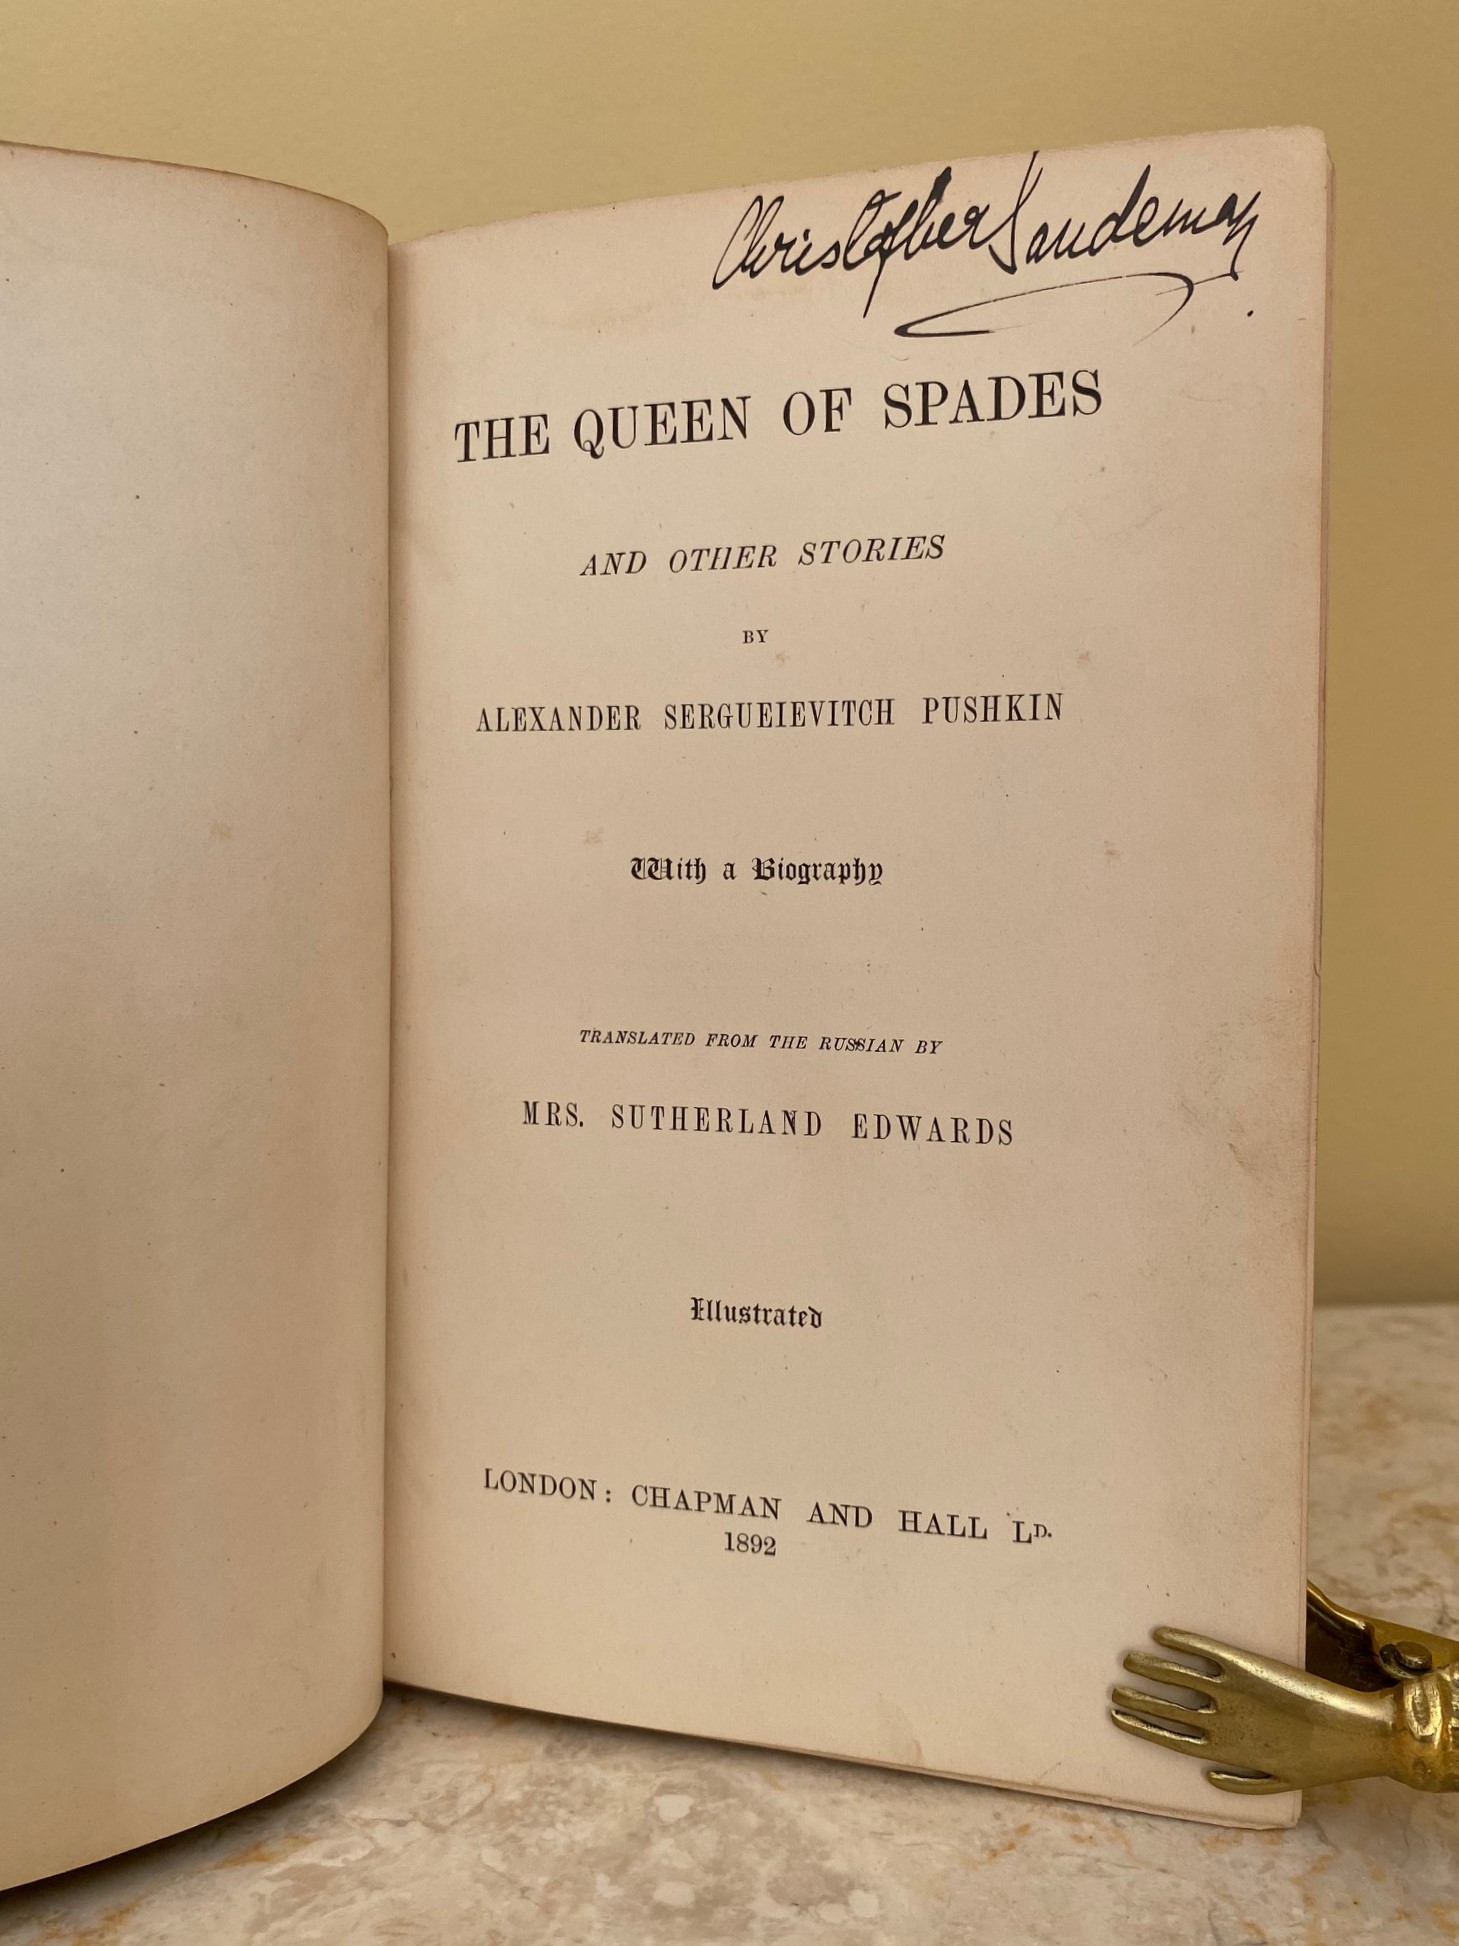 Christopher Sandeman
THE QUEEN OF SPADES
AND OTHER STORIES
BY
ALEXANDER SERGUEIEVITCH PUSHKIN
With a Biography
TRANSLATED FROM THE RUSSIAN BY
MRS. SUTHERLAND EDWARDS
Illustrated
LONDON: CHAPMAN AND HALL LD.
1892